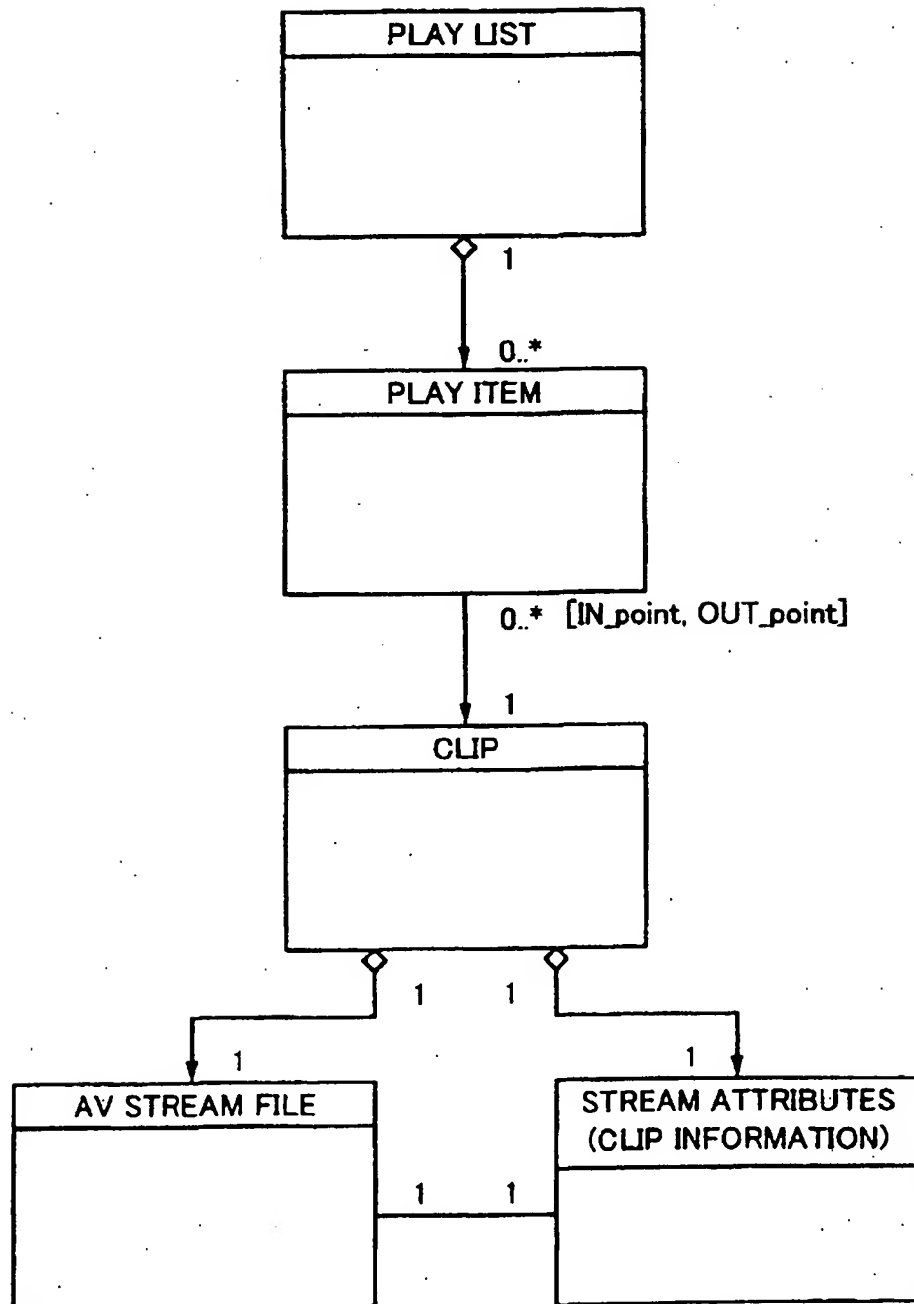 PLAY LIST
1
0..*
PLAY ITEM
0..* [IN_point, OUT_point]
1
CLIP
1 1
1 1
AV STREAM FILE
STREAM ATTRIBUTES
(CLIP INFORMATION)
1 1